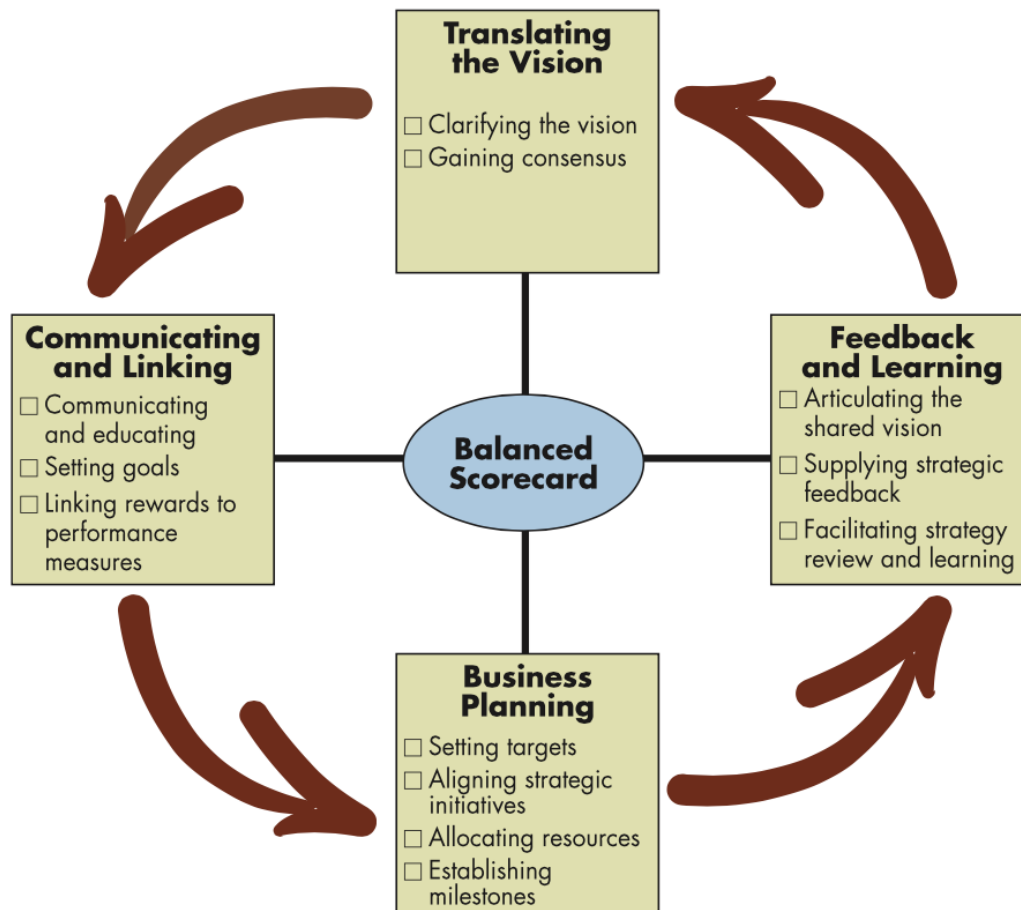 Translating
the Vision
□ Clarifying the vision
□ Gaining consensus
Communicating
and Linking
□ Communicating
and educating
□ Setting goals
□ Linking rewards to
performance
measures
Balanced
Scorecard
Feedback
and Learning
□ Articulating the
shared vision
□ Supplying strategic
feedback
□ Facilitating strategy
review and learning
Business
Planning
□ Setting targets
□ Aligning strategic
initiatives
□ Allocating resources
□ Establishing
milestones